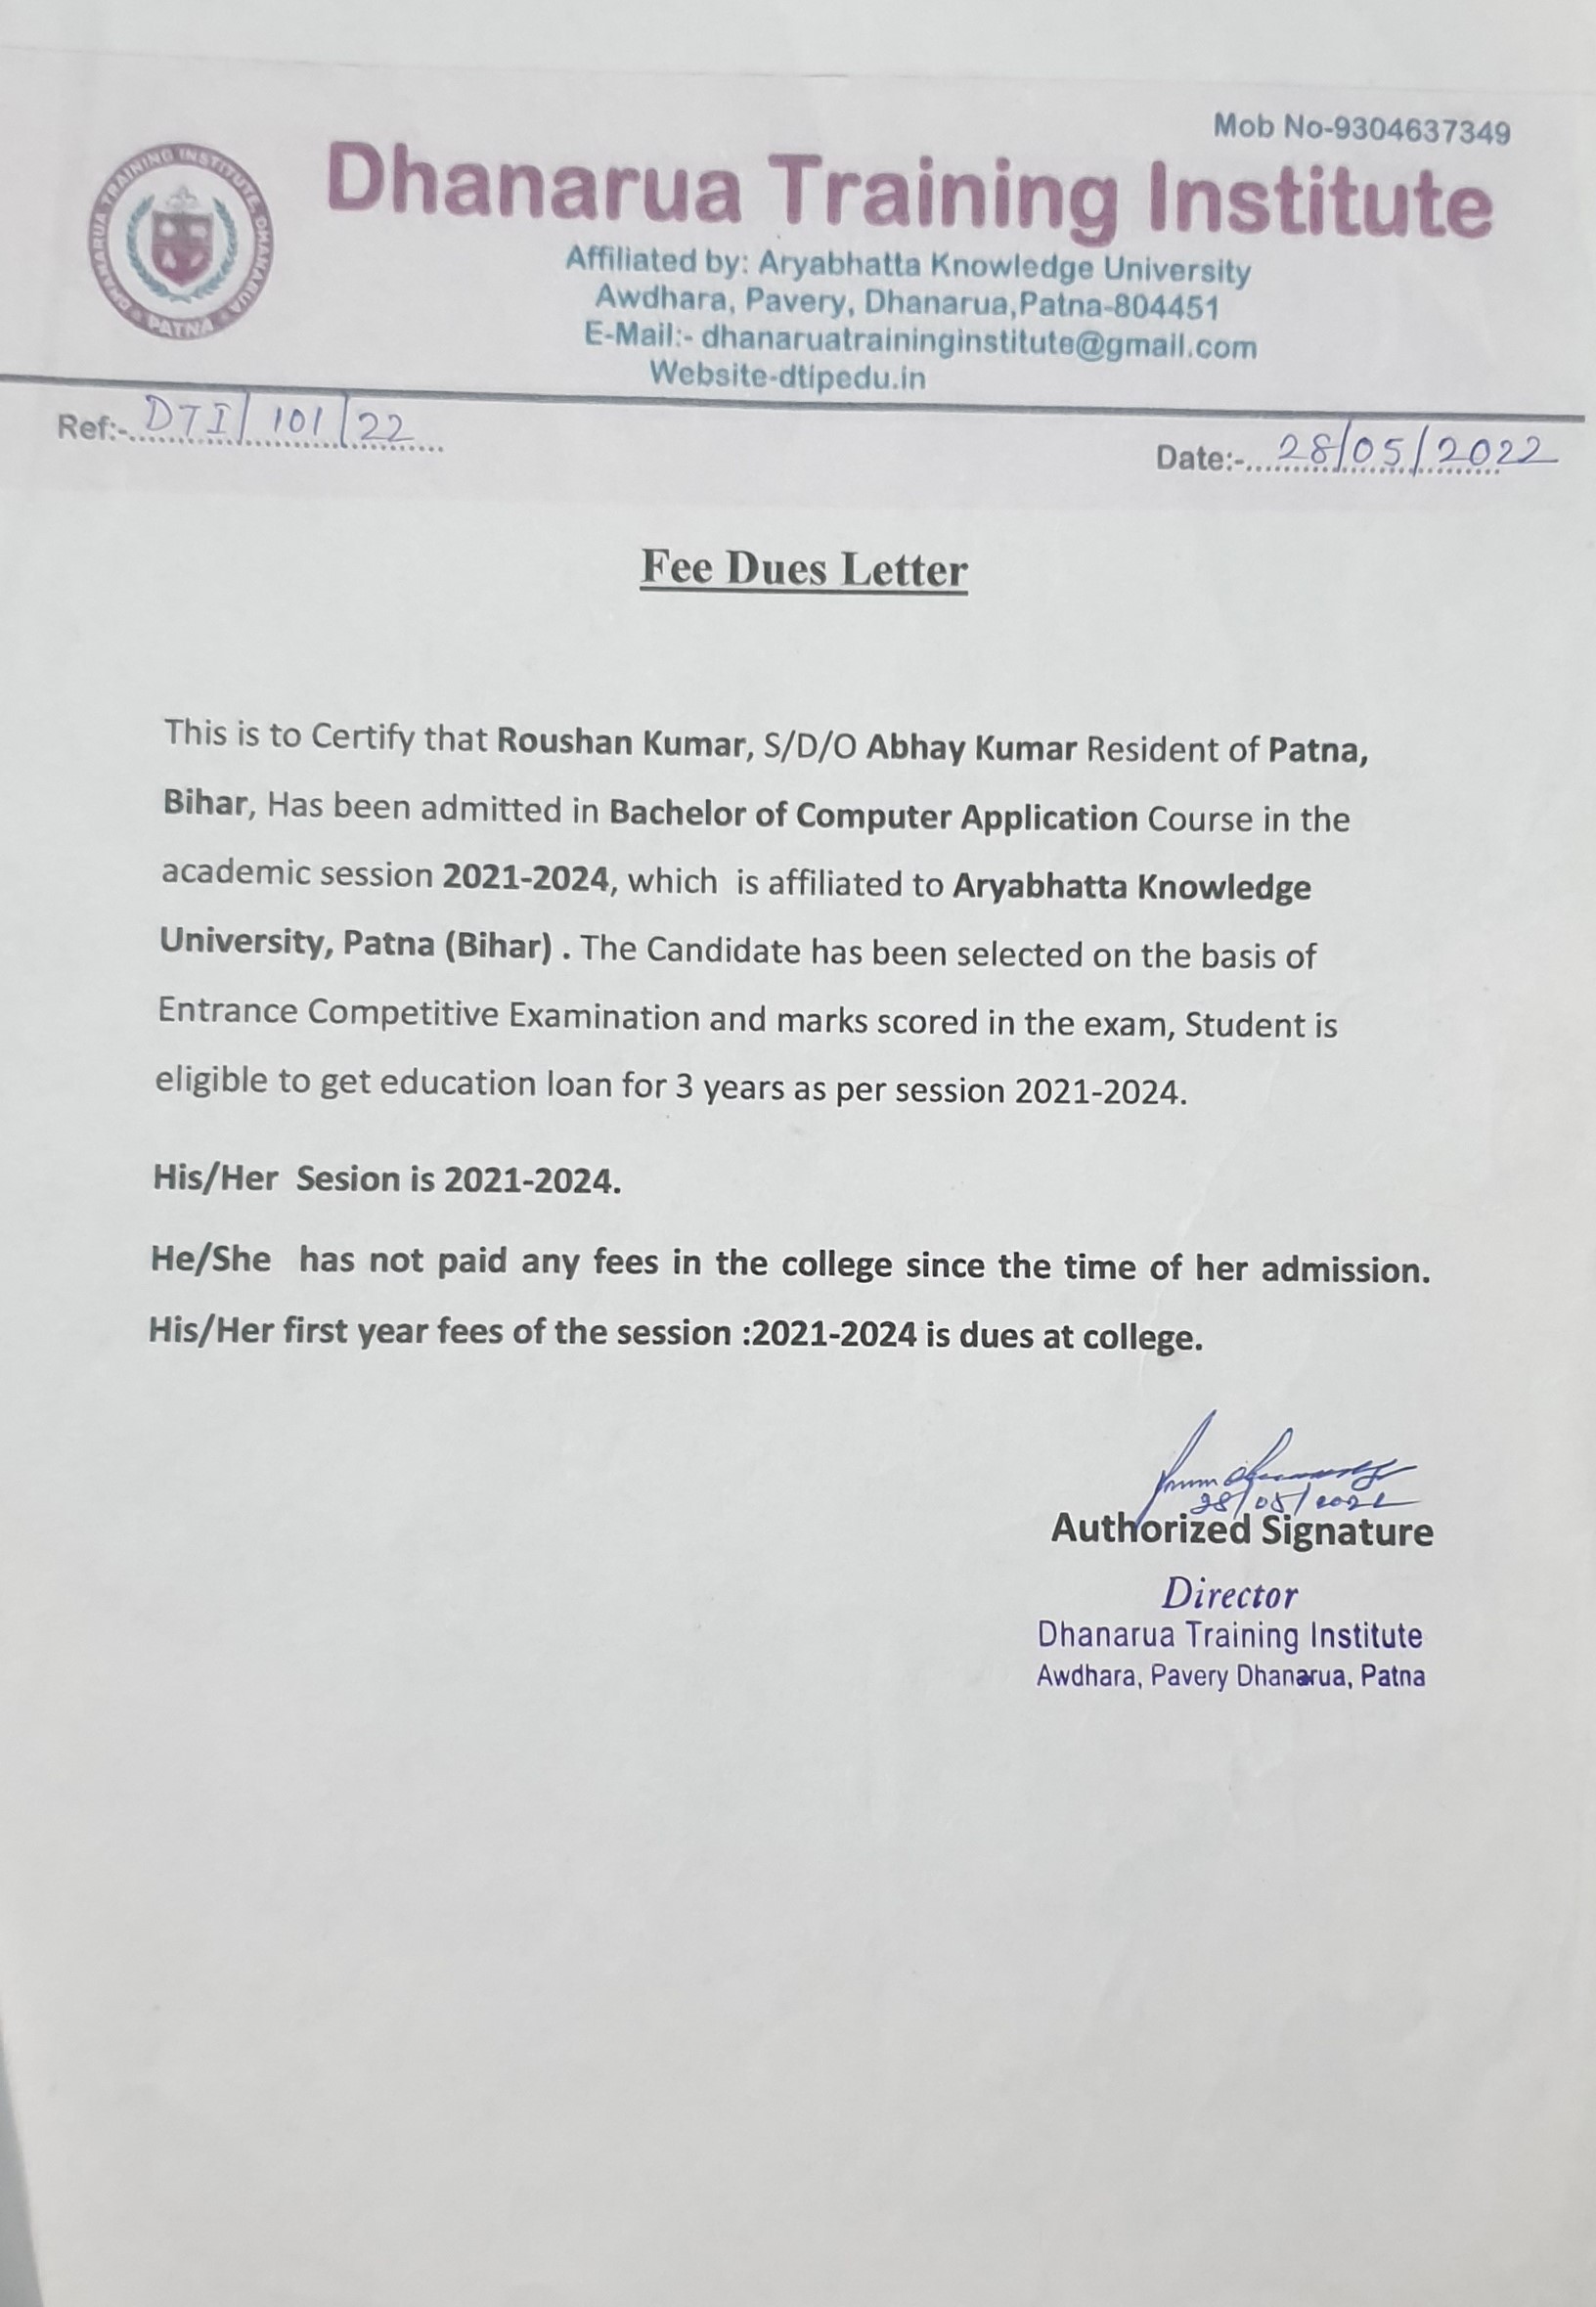 Mob No-9304637349
DHANARUA TRAINING INSTITUTE, DHANARUA
PATNA
Dhanarua Training Institute
Affiliated by: Aryabhatta Knowledge University
Awdhara, Pavery, Dhanarua,Patna-804451
E-Mail:- dhanaruatraininginstitute@gmail.com
Website-dtipedu.in
Ref:- DTI/101/22
Date:- 28/05/2022
Fee Dues Letter
This is to Certify that Roushan Kumar, S/D/O Abhay Kumar Resident of Patna,
Bihar, Has been admitted in Bachelor of Computer Application Course in the
academic session 2021-2024, which is affiliated to Aryabhatta Knowledge
University, Patna (Bihar) . The Candidate has been selected on the basis of
Entrance Competitive Examination and marks scored in the exam, Student is
eligible to get education loan for 3 years as per session 2021-2024.
His/Her Sesion is 2021-2024.
He/She has not paid any fees in the college since the time of her admission.
His/Her first year fees of the session :2021-2024 is dues at college.
28/05/2022
Authorized Signature
Director
Dhanarua Training Institute
Awdhara, Pavery Dhanarua, Patna